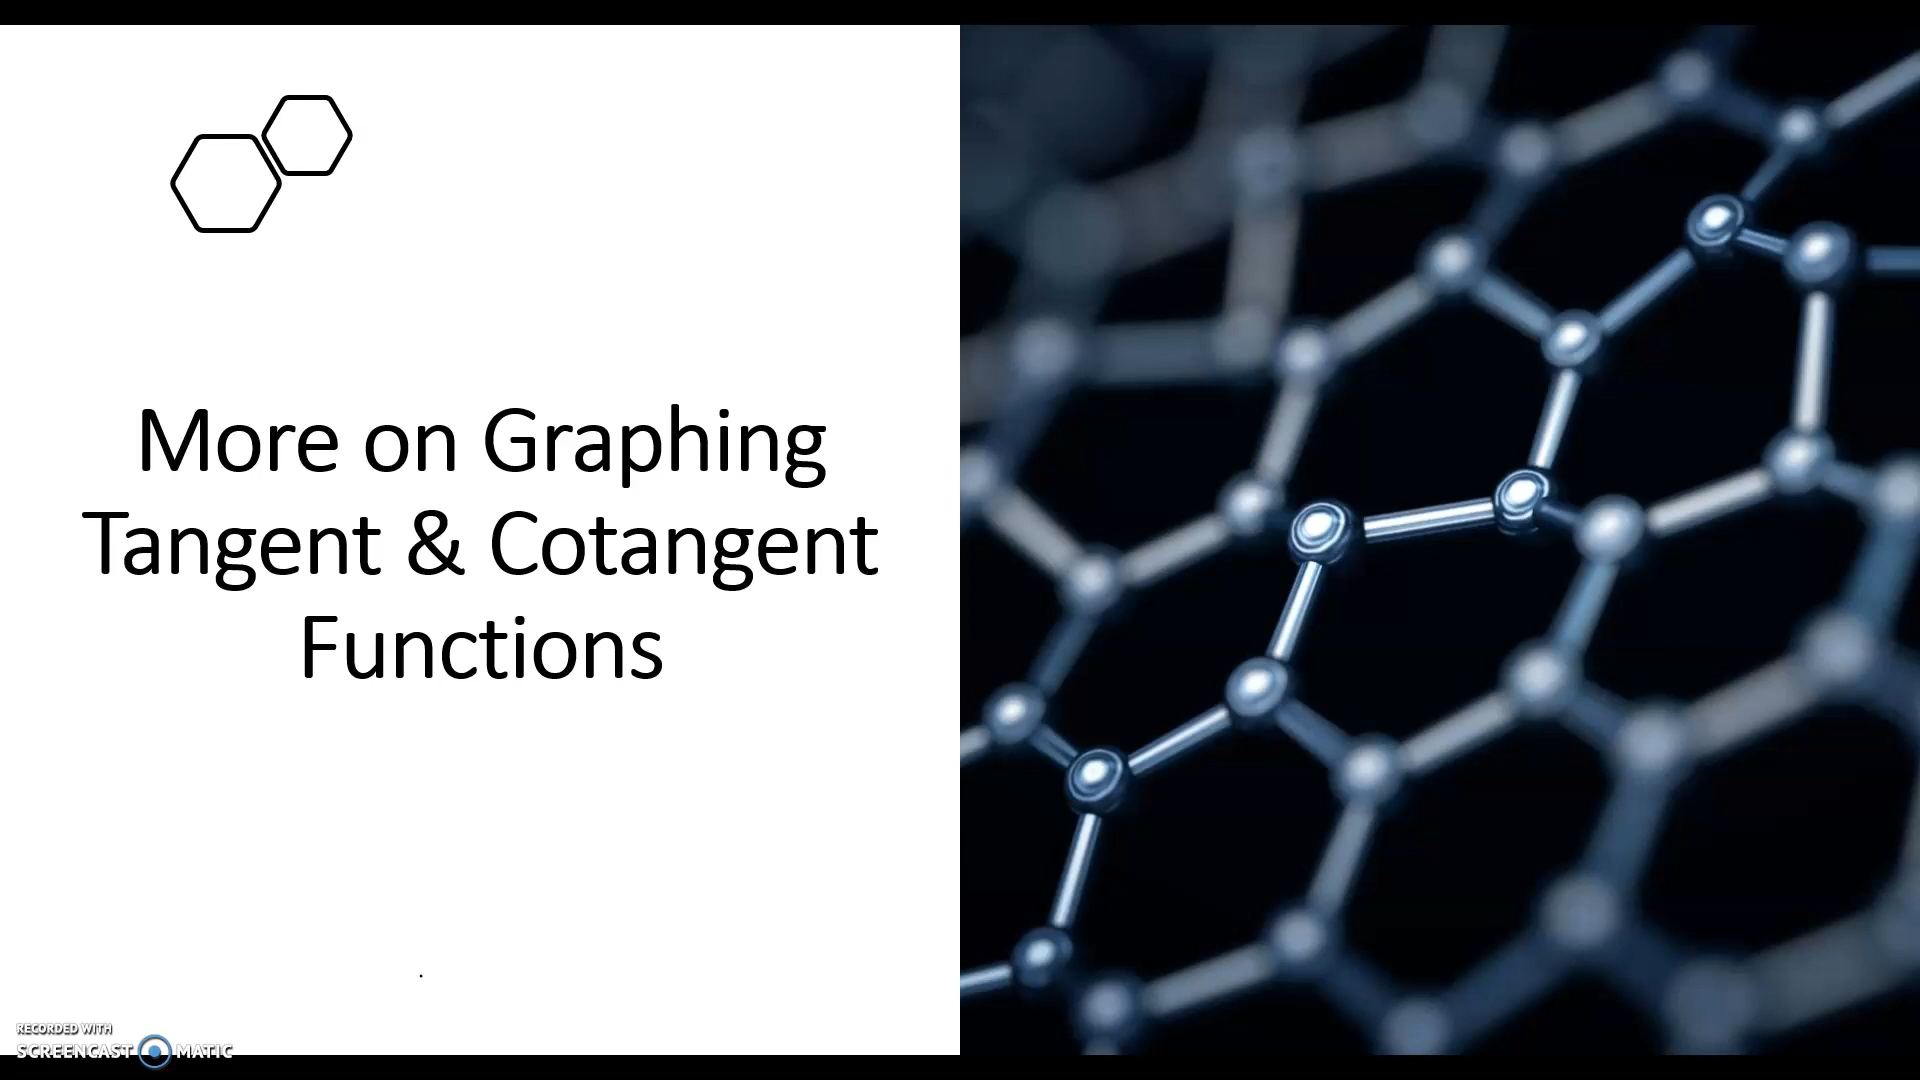 More on Graphing
Tangent & Cotangent
Functions
.
RECORDED WITH
SCREENCAST MATIC